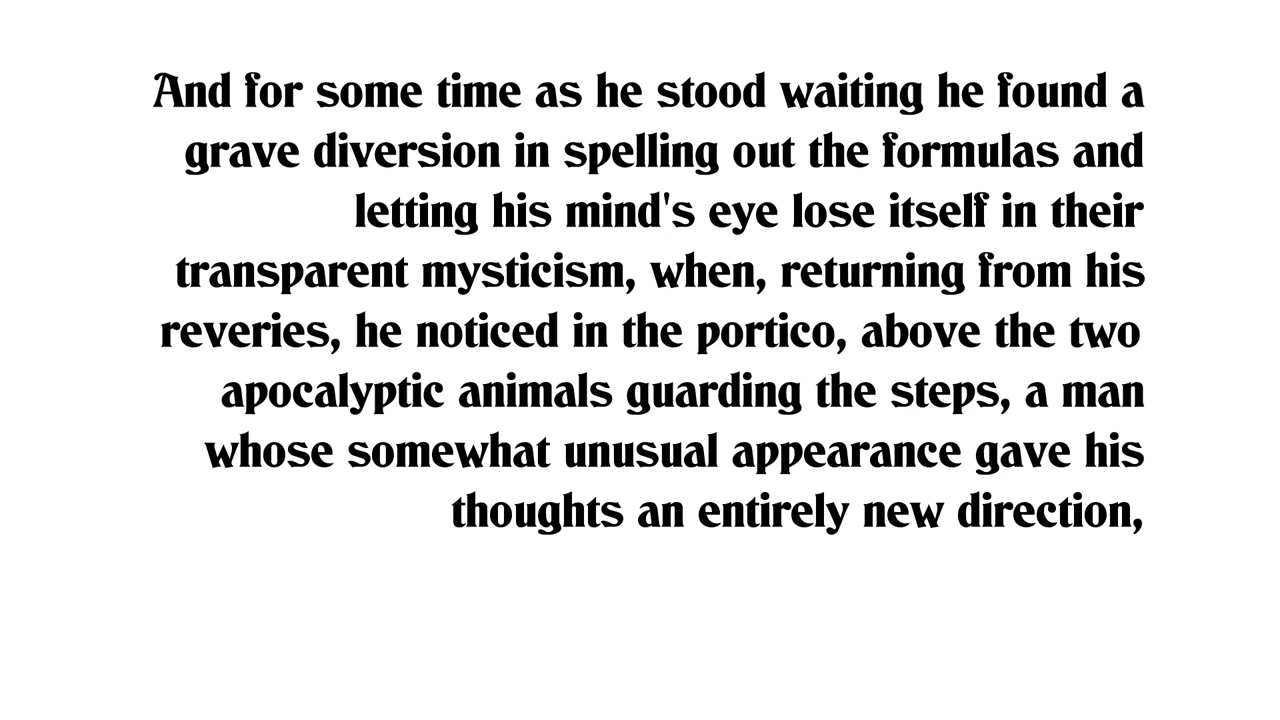 And for some time as he stood waiting he found a
grave diversion in spelling out the formulas and
letting his mind's eye lose itself in their
transparent mysticism, when, returning from his
reveries, he noticed in the portico, above the two
apocalyptic animals guarding the steps, a man
whose somewhat unusual appearance gave his
thoughts an entirely new direction,